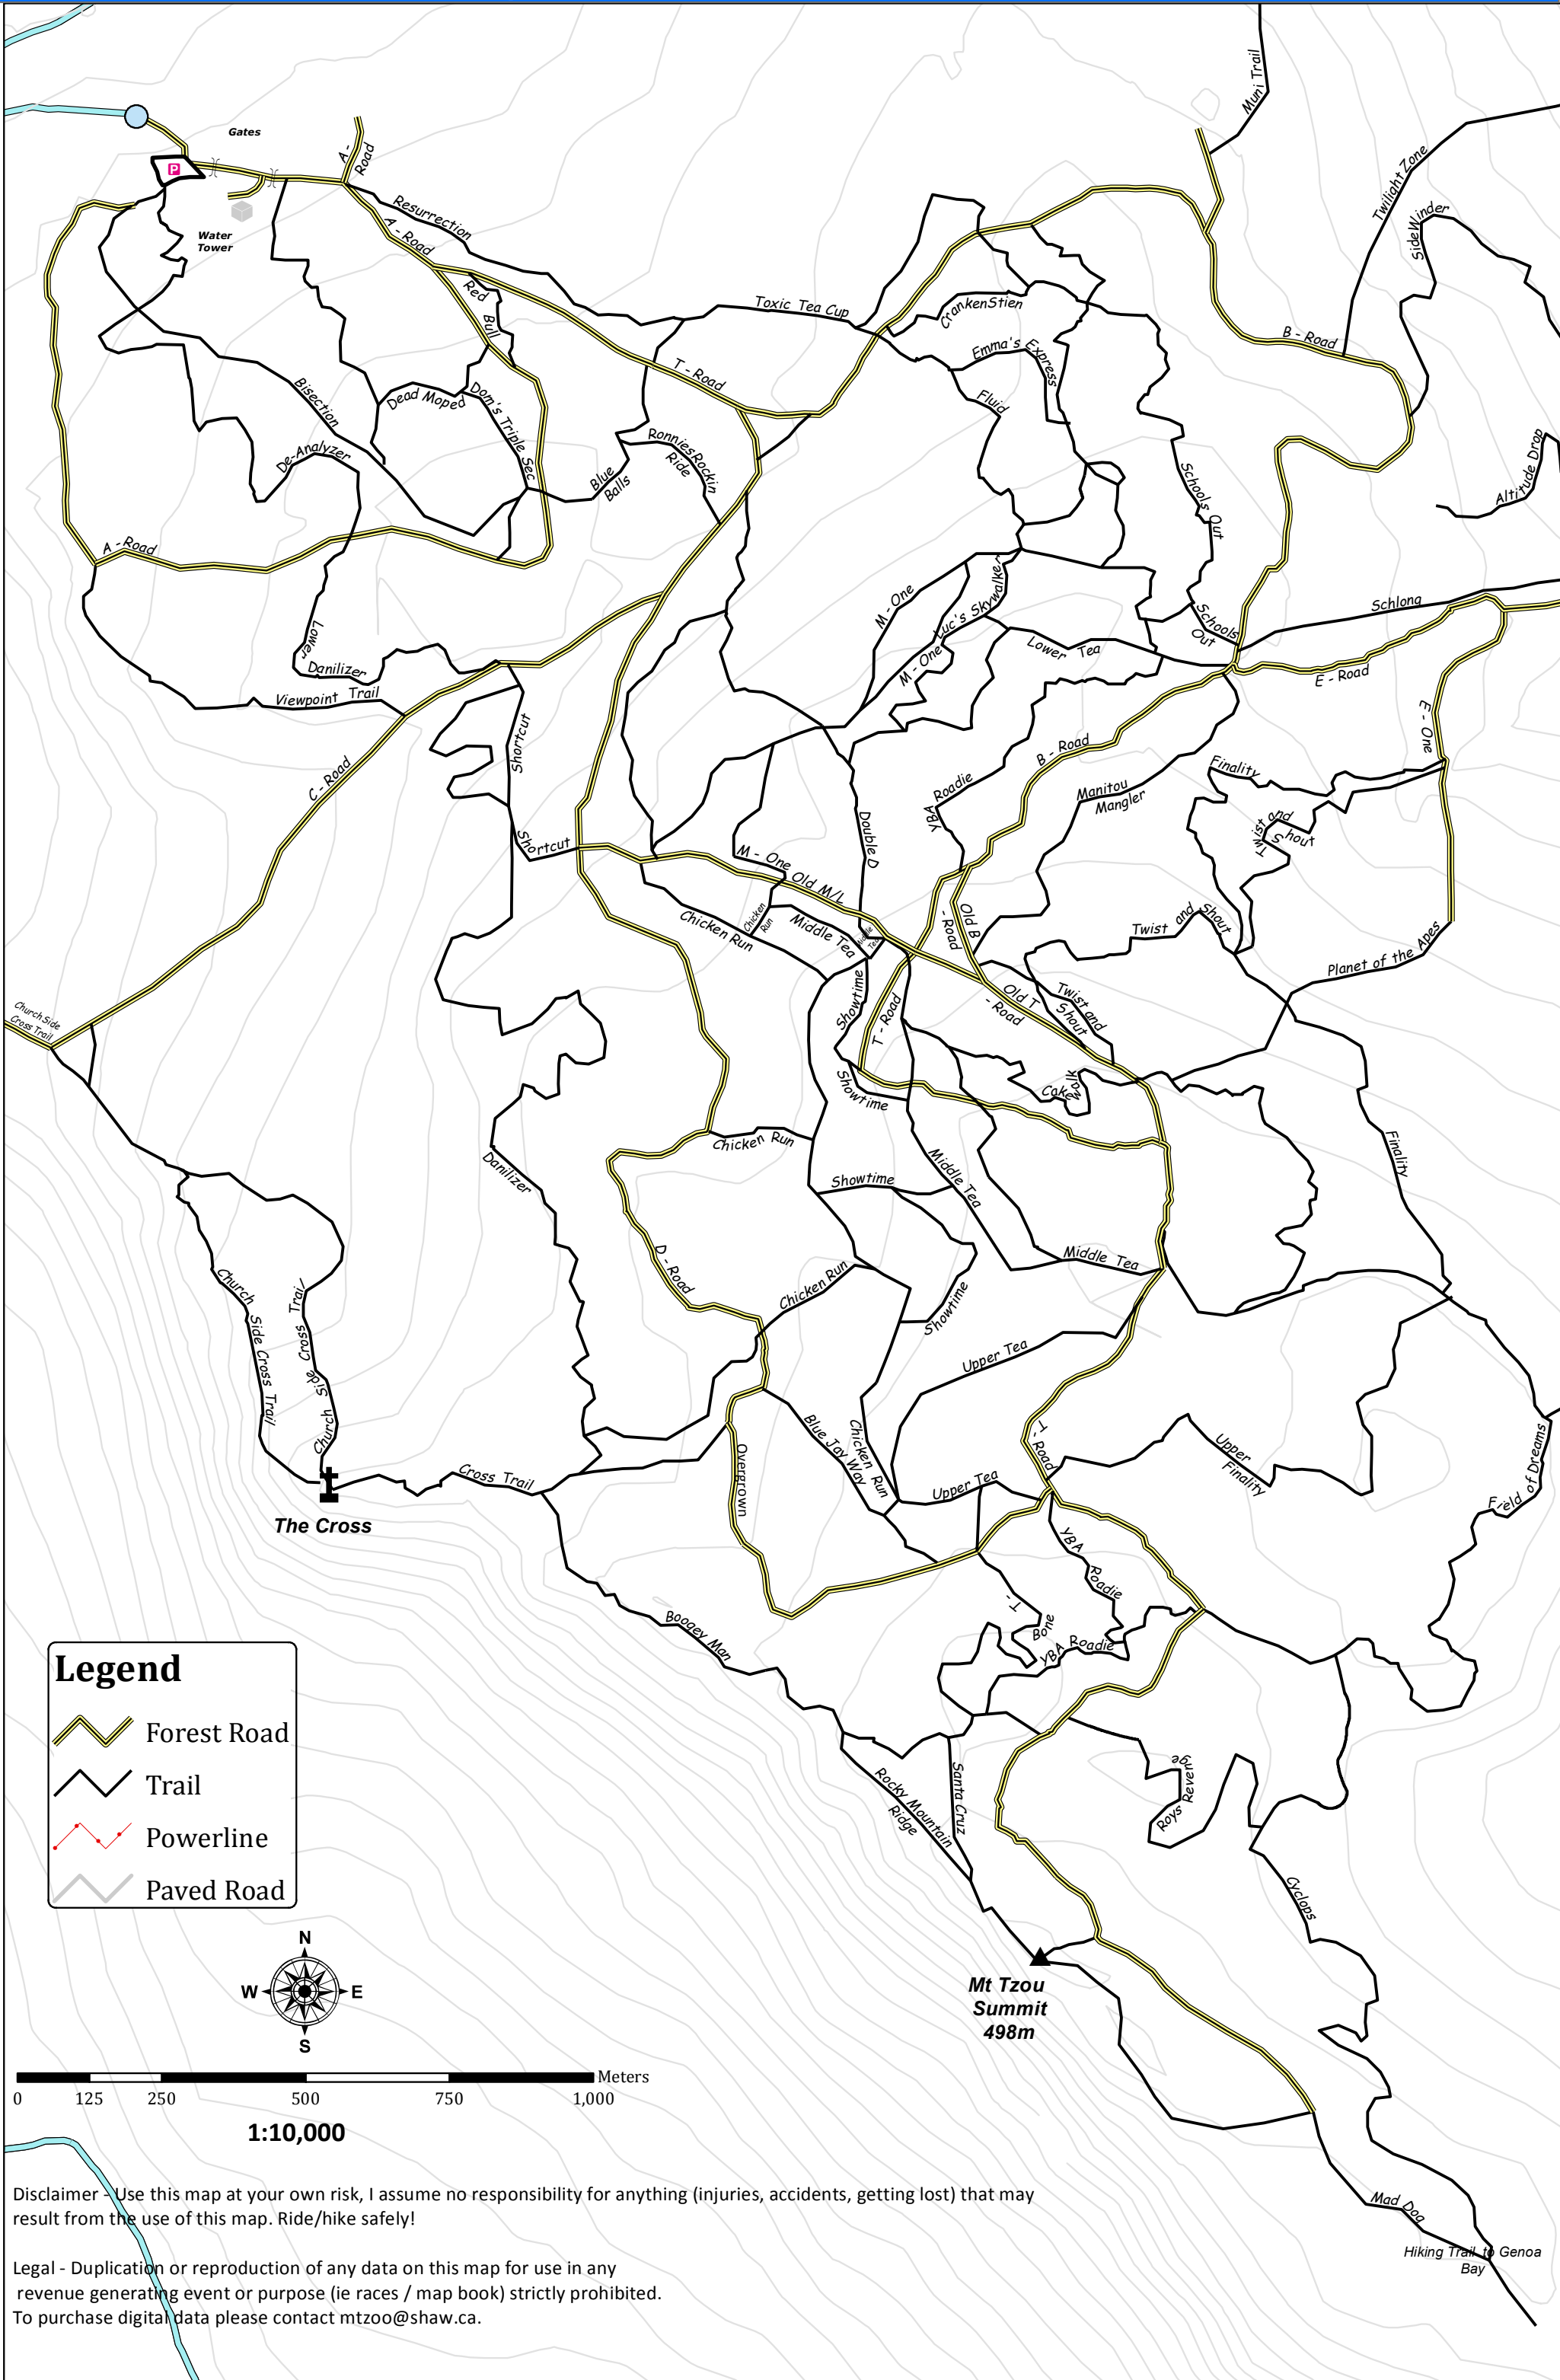 Muni Trail
Gates
A -
Road
P
Twilight Zone
SideWinder
Resurrection
A - Road
Water
Tower
Red
Bull
Toxic Tea Cup
CrankenStien
B - Road
Emma's Express
T - Road
Fluid
Bisection
Dead Moped
Dom's Triple Sec
Ronnies Rockin
Ride
Blue
Balls
De-Analyzer
Schools Out
Altitude Drop
A - Road
M - One
Luc's Skywalker
Schlong
Schools
Out
Lower
Danilizer
M - One
Lower Tea
E - Road
Viewpoint Trail
E - One
Shortcut
C - Road
B - Road
Finality
YBA Roadie
Manitou
Mangler
Double D
Twist and
Shout
Shortcut
M - One
Old M/L
Chicken Run
Chicken
Run
Middle Tea
Middle
Tea
- Road
Old B
Twist and Shout
Planet of the Apes
Showtime
T - Road
Old T
- Road
Twist and
Shout
Church Side
Cross Trail
Showtime
Cake
Walk
Chicken Run
Danilizer
Middle Tea
Finality
Showtime
D - Road
Middle Tea
Chicken Run
Church Side Cross Trail
Church Side Cross Trail
Showtime
Upper Tea
Blue Jay Way
Chicken Run
T - Road
Upper
Finality
Overgrown
Cross Trail
Upper Tea
Field of Dreams
The Cross
YBA Roadie
T -
Bone
YBA Roadie
Boogey Man
Legend
Forest Road
Trail
Powerline
Paved Road
Rocky Mountain
Ridge
Santa Cruz
Roys Revenge
Cyclops
N
W
E
S
Mt Tzou
Summit
498m
Meters
0 125 250 500 750 1,000
1:10,000
Disclaimer - Use this map at your own risk, I assume no responsibility for anything (injuries, accidents, getting lost) that may
result from the use of this map. Ride/hike safely!
Mad Dog
Hiking Trail to Genoa
Bay
Legal - Duplication or reproduction of any data on this map for use in any
revenue generating event or purpose (ie races / map book) strictly prohibited.
To purchase digital data please contact mtzoo@shaw.ca.